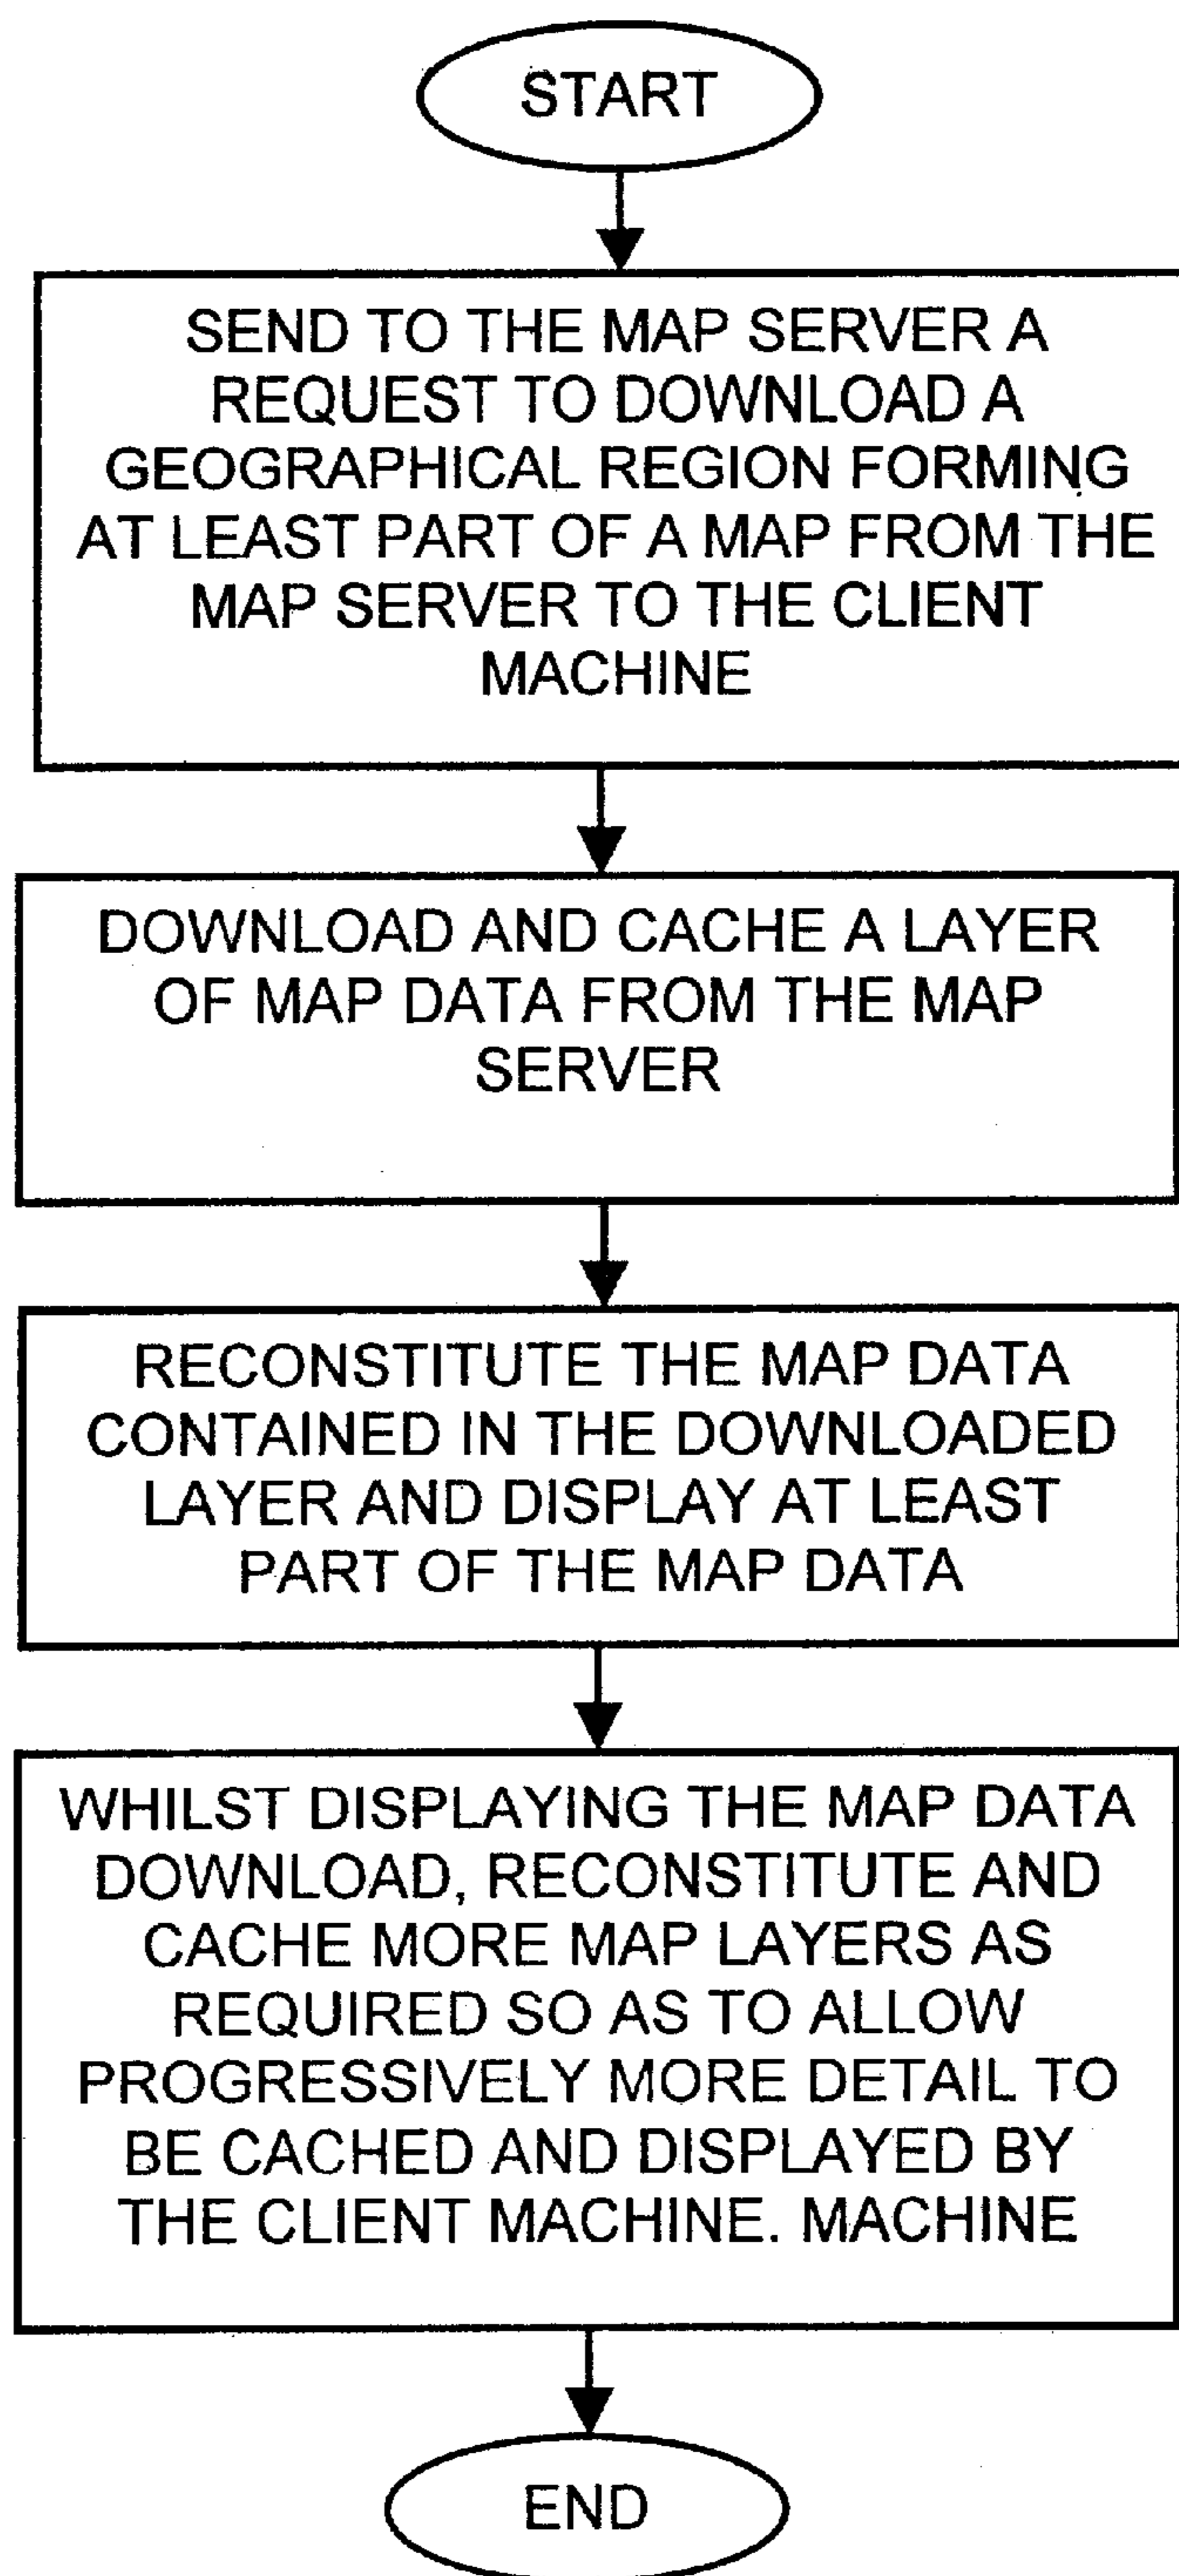 START
SEND TO THE MAP SERVER A
REQUEST TO DOWNLOAD A
GEOGRAPHICAL REGION FORMING
AT LEAST PART OF A MAP FROM THE
MAP SERVER TO THE CLIENT
MACHINE
DOWNLOAD AND CACHE A LAYER
OF MAP DATA FROM THE MAP
SERVER
RECONSTITUTE THE MAP DATA
CONTAINED IN THE DOWNLOADED
LAYER AND DISPLAY AT LEAST
PART OF THE MAP DATA
WHILST DISPLAYING THE MAP DATA
DOWNLOAD, RECONSTITUTE AND
CACHE MORE MAP LAYERS AS
REQUIRED SO AS TO ALLOW
PROGRESSIVELY MORE DETAIL TO
BE CACHED AND DISPLAYED BY
THE CLIENT MACHINE. MACHINE
END